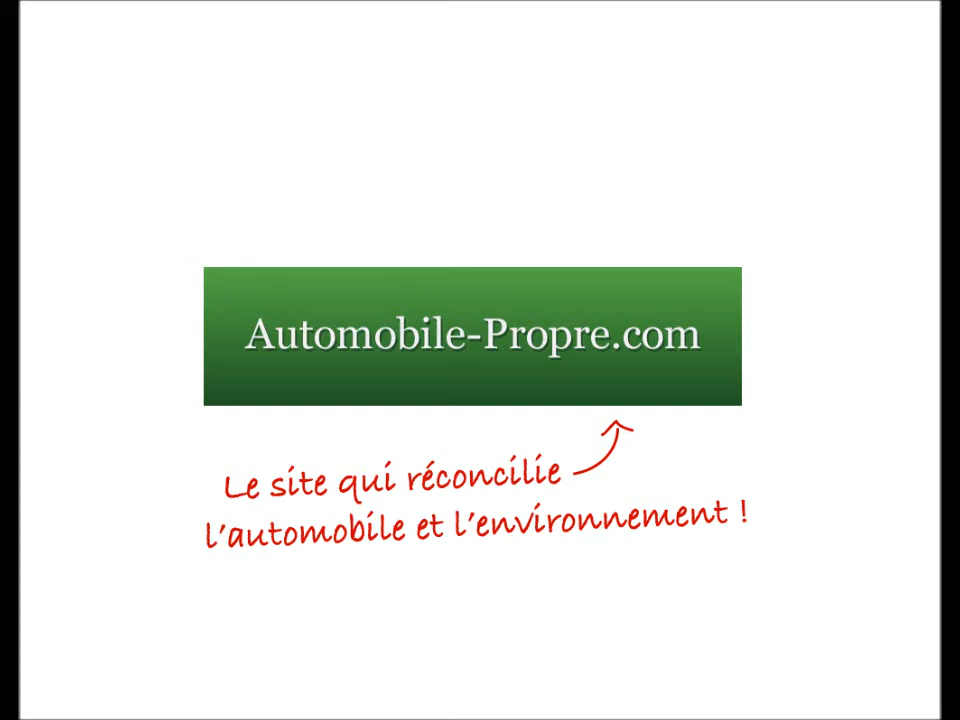 Automobile-Propre.com
Le site qui réconcilie
l'automobile et l'environnement !